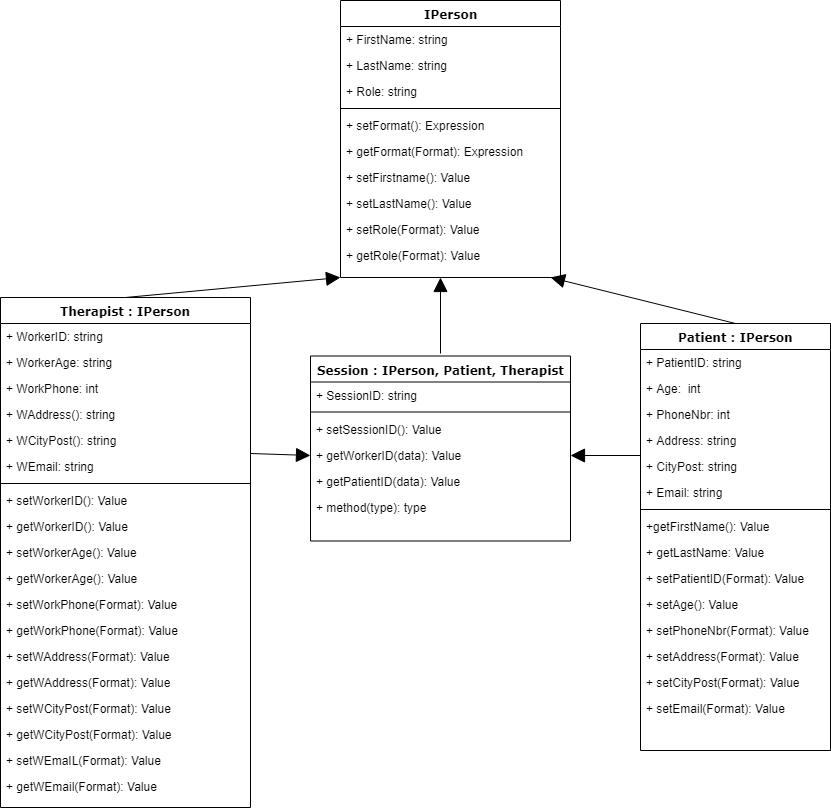 IPerson
+ FirstName: string
+ LastName: string
+ Role: string
+ setFormat(): Expression
+ getFormat(Format): Expression
+ setFirstname(): Value
+ setLastName(): Value
+ setRole(Format): Value
+ getRole(Format): Value
Therapist : IPerson
+ WorkerID: string
+ WorkerAge: string
+ WorkPhone: int
+ WAddress(): string
+ WCityPost(): string
+ WEmail: string
+ setWorkerID(): Value
+ getWorkerID(): Value
+ setWorkerAge(): Value
+ getWorkerAge(): Value
+ setWorkPhone(Format): Value
+ getWorkPhone(Format): Value
+ setWAddress(Format): Value
+ getWAddress(Format): Value
+ setWCityPost(Format): Value
+ getWCityPost(Format): Value
+ setWEmalL(Format): Value
+ getWEmail(Format): Value
Session : IPerson, Patient, Therapist
+ SessionID: string
+ setSessionID(): Value
+ getWorkerID(data): Value
+ getPatientID(data): Value
+ method(type): type
Patient : IPerson
+ PatientID: string
+ Age:  int
+ PhoneNbr: int
+ Address: string
+ CityPost: string
+ Email: string
+getFirstName(): Value
+ getLastName: Value
+ setPatientID(Format): Value
+ setAge(): Value
+ setPhoneNbr(Format): Value
+ setAddress(Format): Value
+ setCityPost(Format): Value
+ setEmail(Format): Value